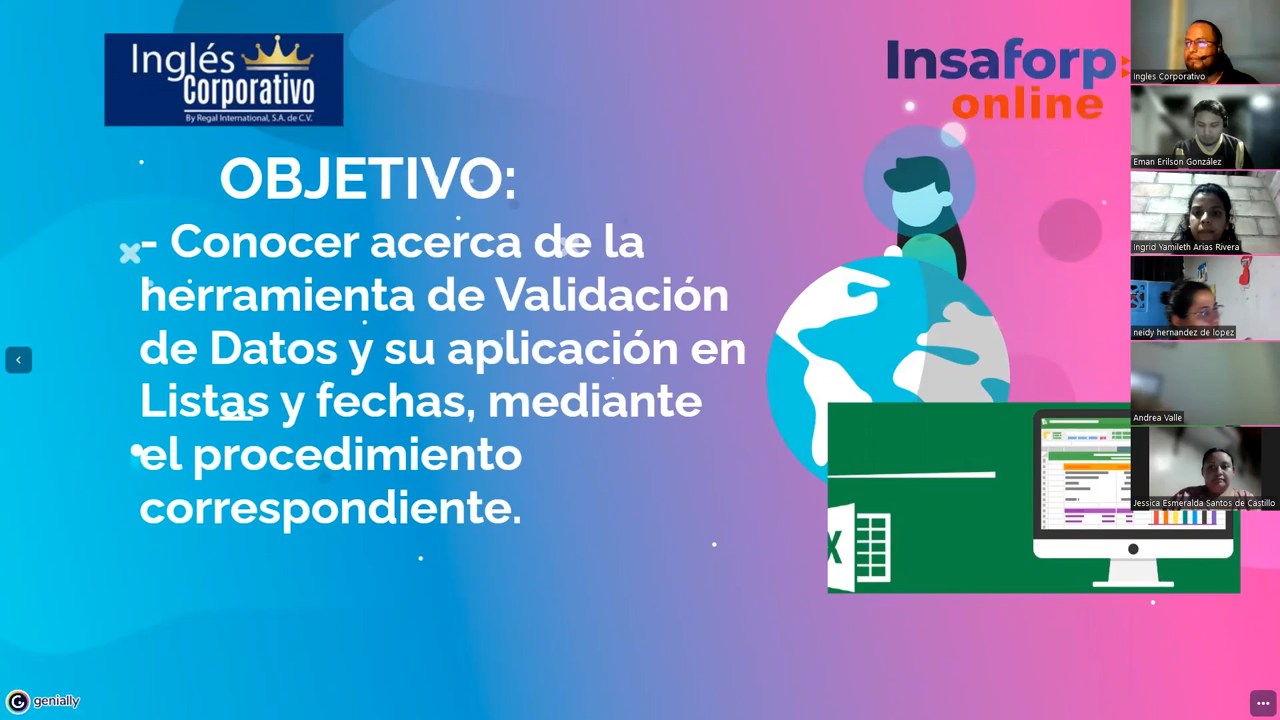 Inglés
Corporativo
By Regal International, S.A. de C.V.
Insaforp
online
OBJETIVO:
- Conocer acerca de la
herramienta de Validación
de Datos y su aplicación en
Listas y fechas, mediante
el procedimiento
correspondiente.
X
Ingles Corporativo
Eman Erilson González
Ingrid Yamileth Arias Rivera
neidy hernandez de lopez
Andrea Valle
Jessica Esmeralda Santos de Castillo
genially